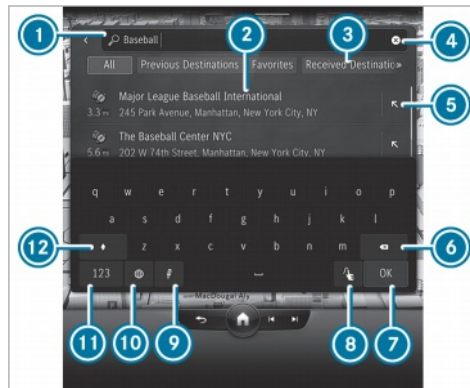 1
2
3
4
Baseball
All Previous Destinations Favorites Received Destinatic»
Major League Baseball International
5
3.3 mi 245 Park Avenue, Manhattan, New York City, NY
The Baseball Center NYC
5.6 mi 202 W 74th Street, Manhattan, New York City, NY
q w e r t y u i o p
a s d f g h j k l
12
z x c v b n m
6
123
OK
MacDougal Aly
11
10
9
8
7